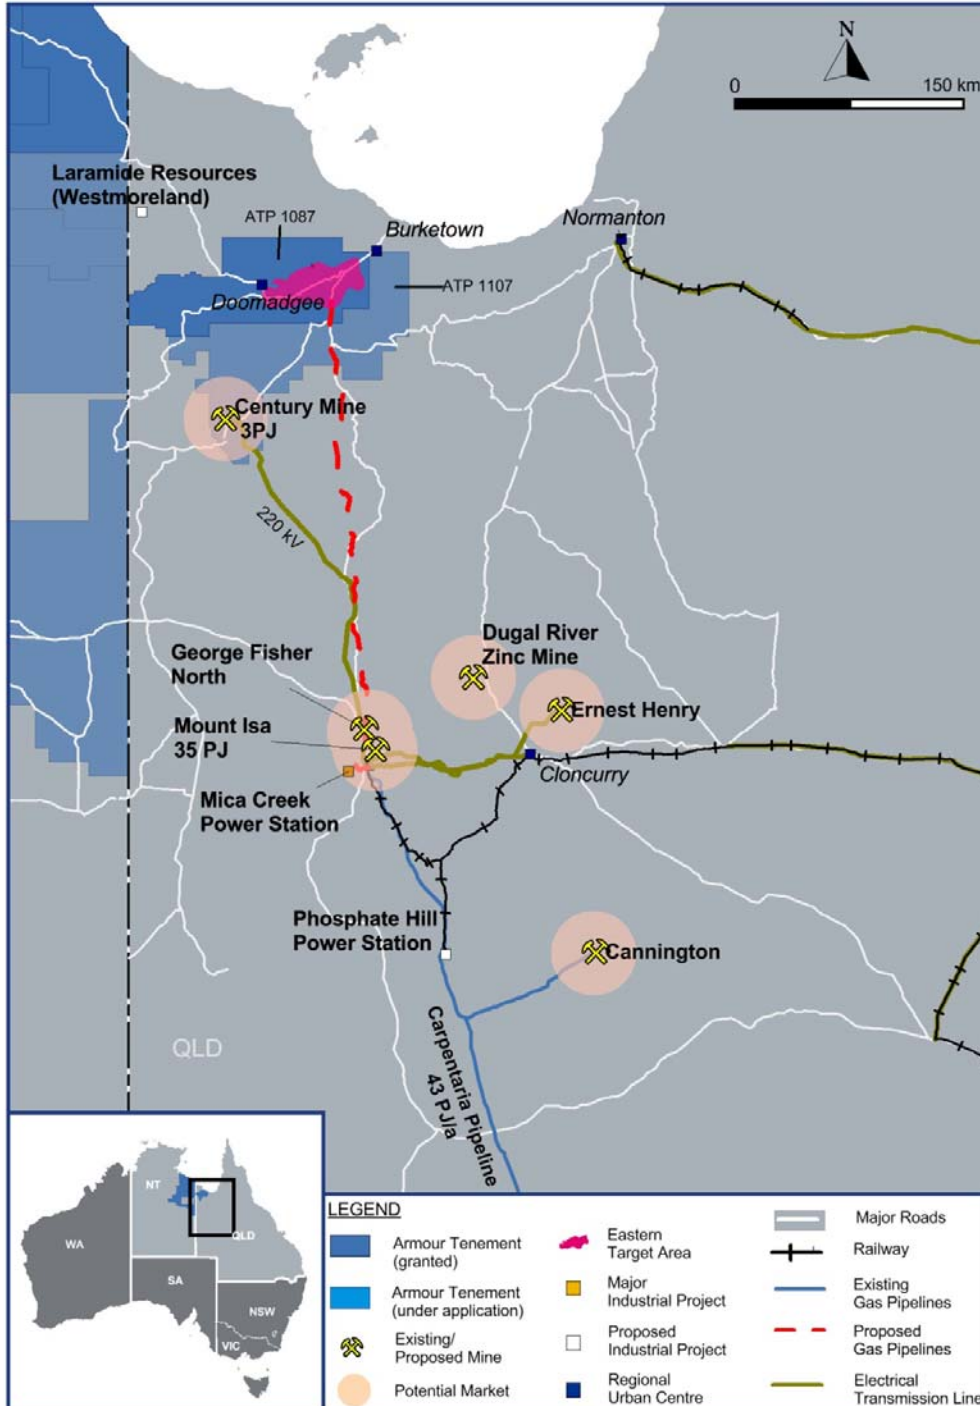 N
0 150 km
Laramide Resources
(Westmoreland)
ATP 1087
Burketown
Normanton
Doomadgee
ATP 1107
Century Mine
3PJ
220 kV
George Fisher
North
Dugal River
Zinc Mine
Mount Isa
35 PJ
Ernest Henry
Cloncurry
Mica Creek
Power Station
Phosphate Hill
Power Station
Cannington
Carpentaria Pipeline
43 PJ/a
QLD
NT
WA
QLD
SA
NSW
VIC
LEGEND
Armour Tenement
(granted)
Armour Tenement
(under application)
Existing/
Proposed Mine
Potential Market
Eastern
Target Area
Major
Industrial Project
Proposed
Industrial Project
Regional
Urban Centre
Major Roads
Railway
Existing
Gas Pipelines
Proposed
Gas Pipelines
Electrical
Transmission Line